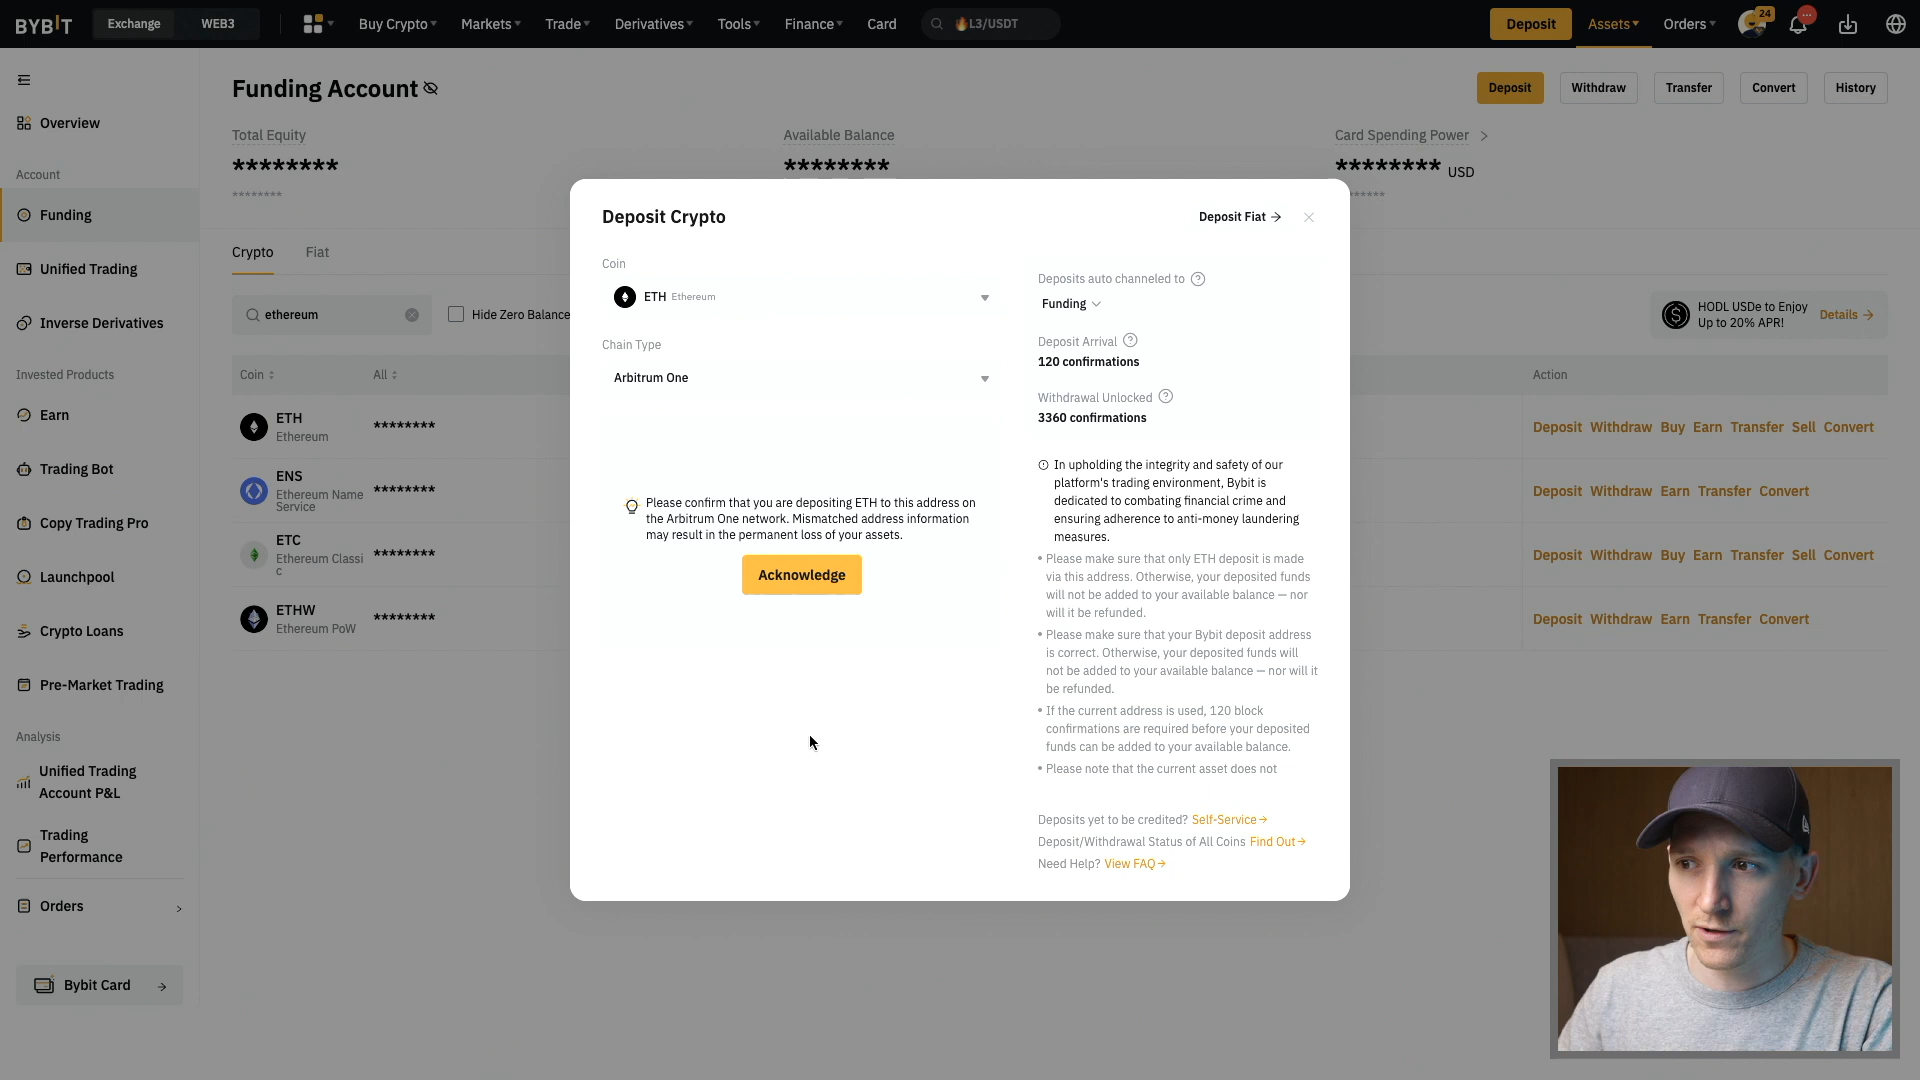 BYBIT
Exchange
WEB3
Buy Crypto
Markets
Trade
Derivatives
Tools
Finance
Card
L3/USDT
Deposit
Assets
Orders
24
Funding Account
Deposit
Withdraw
Transfer
Convert
History
Overview
Account
Funding
Unified Trading
Inverse Derivatives
Invested Products
Earn
Trading Bot
Copy Trading Pro
Launchpool
Crypto Loans
Pre-Market Trading
Analysis
Unified Trading
Account P&L
Trading
Performance
Orders
Bybit Card
Total Equity
********
********
Available Balance
********
Card Spending Power
******** USD
Crypto
Fiat
ethereum
Hide Zero Balance
HODL USDe to Enjoy
Up to 20% APR!
Details
Coin
All
Action
ETH
Ethereum
********
Deposit Withdraw Buy Earn Transfer Sell Convert
ENS
Ethereum Name
Service
********
Deposit Withdraw Earn Transfer Convert
ETC
Ethereum Classi
c
********
Deposit Withdraw Buy Earn Transfer Sell Convert
ETHW
Ethereum PoW
********
Deposit Withdraw Earn Transfer Convert
Deposit Crypto
Deposit Fiat
Coin
ETH Ethereum
Chain Type
Arbitrum One
Please confirm that you are depositing ETH to this address on
the Arbitrum One network. Mismatched address information
may result in the permanent loss of your assets.
Acknowledge
Deposits auto channeled to
Funding
Deposit Arrival
120 confirmations
Withdrawal Unlocked
3360 confirmations
In upholding the integrity and safety of our
platform's trading environment, Bybit is
dedicated to combating financial crime and
ensuring adherence to anti-money laundering
measures.
• Please make sure that only ETH deposit is made
via this address. Otherwise, your deposited funds
will not be added to your available balance — nor
will it be refunded.
• Please make sure that your Bybit deposit address
is correct. Otherwise, your deposited funds will
not be added to your available balance — nor will it
be refunded.
• If the current address is used, 120 block
confirmations are required before your deposited
funds can be added to your available balance.
• Please note that the current asset does not
Deposits yet to be credited? Self-Service
Deposit/Withdrawal Status of All Coins Find Out
Need Help? View FAQ